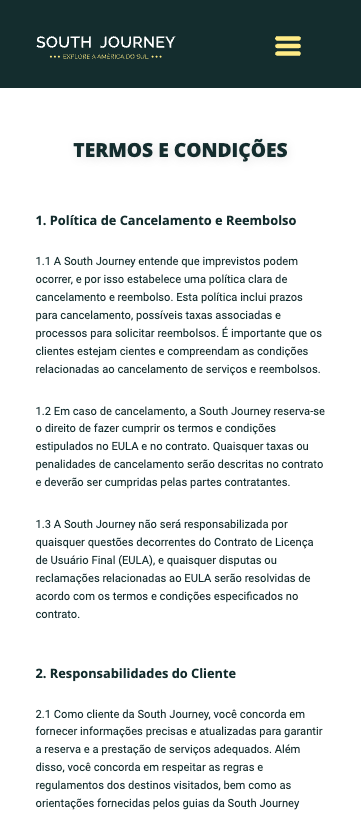 SOUTH JOURNEY
••• EXPLORE A AMÉRICA DO SUL •••
TERMOS E CONDIÇÕES
1. Política de Cancelamento e Reembolso
1.1 A South Journey entende que imprevistos podem
ocorrer, e por isso estabelece uma política clara de
cancelamento e reembolso. Esta política inclui prazos
para cancelamento, possíveis taxas associadas e
processos para solicitar reembolsos. É importante que os
clientes estejam cientes e compreendam as condições
relacionadas ao cancelamento de serviços e reembolsos.
1.2 Em caso de cancelamento, a South Journey reserva-se
o direito de fazer cumprir os termos e condições
estipulados no EULA e no contrato. Quaisquer taxas ou
penalidades de cancelamento serão descritas no contrato
e deverão ser cumpridas pelas partes contratantes.
1.3 A South Journey não será responsabilizada por
quaisquer questões decorrentes do Contrato de Licença
de Usuário Final (EULA), e quaisquer disputas ou
reclamações relacionadas ao EULA serão resolvidas de
acordo com os termos e condições especificados no
contrato.
2. Responsabilidades do Cliente
2.1 Como cliente da South Journey, você concorda em
fornecer informações precisas e atualizadas para garantir
a reserva e a prestação de serviços adequados. Além
disso, você concorda em respeitar as regras e
regulamentos dos destinos visitados, bem como as
orientações fornecidas pelos guias da South Journey